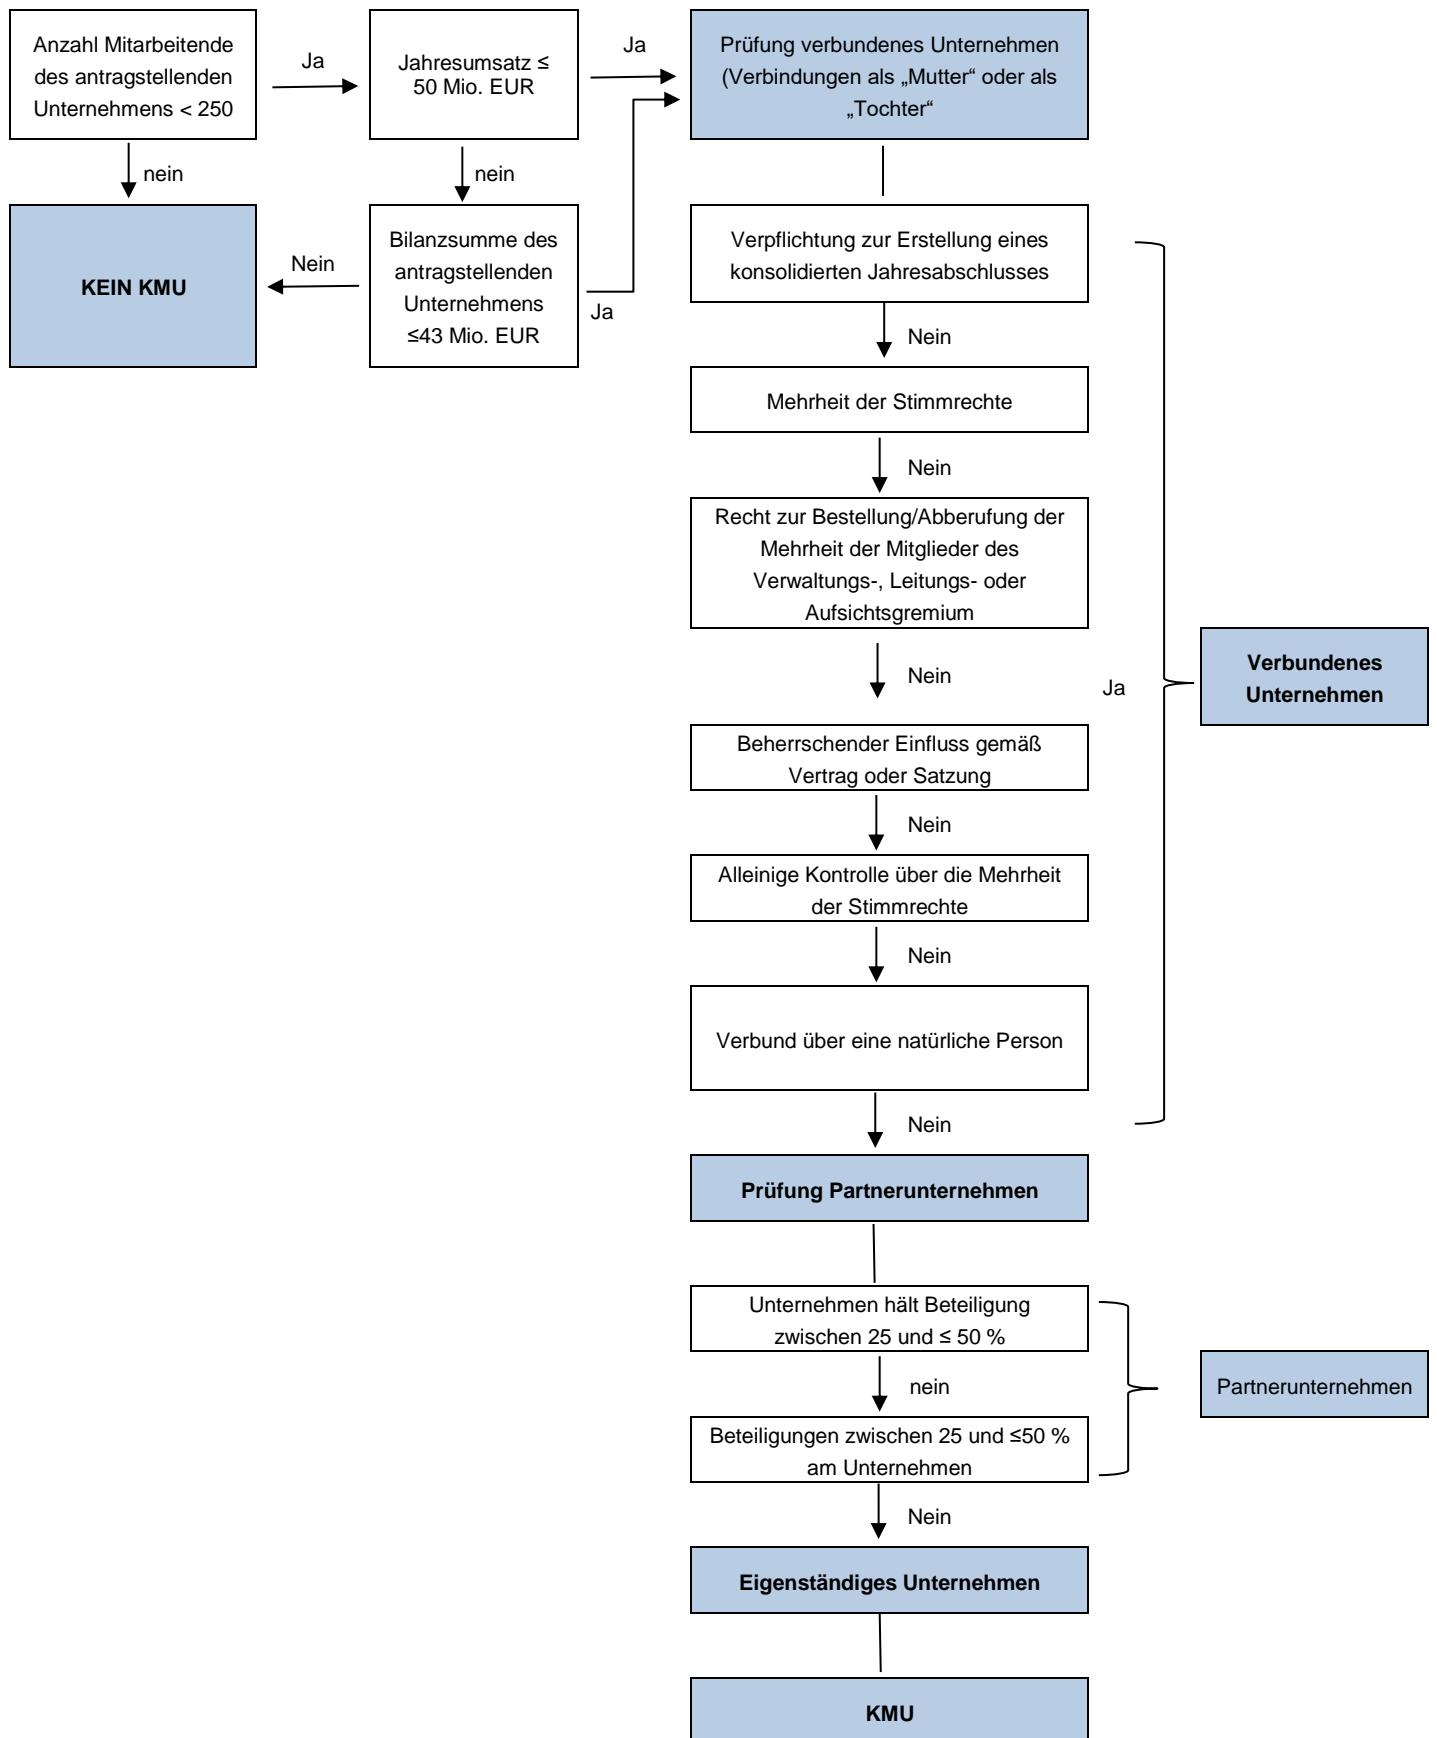 Anzahl Mitarbeitende
des antragstellenden
Unternehmens < 250
Ja
Jahresumsatz ≤
50 Mio. EUR
Ja
Prüfung verbundenes Unternehmen
(Verbindungen als „Mutter“ oder als
„Tochter“
nein
nein
KEIN KMU
Nein
Bilanzsumme des
antragstellenden
Unternehmens
≤43 Mio. EUR
Ja
Verpflichtung zur Erstellung eines
konsolidierten Jahresabschlusses
Nein
Mehrheit der Stimmrechte
Nein
Recht zur Bestellung/Abberufung der
Mehrheit der Mitglieder des
Verwaltungs-, Leitungs- oder
Aufsichtsgremium
Nein
Ja
Verbundenes
Unternehmen
Beherrschender Einfluss gemäß
Vertrag oder Satzung
Nein
Alleinige Kontrolle über die Mehrheit
der Stimmrechte
Nein
Verbund über eine natürliche Person
Nein
Prüfung Partnerunternehmen
Unternehmen hält Beteiligung
zwischen 25 und ≤ 50 %
nein
Partnerunternehmen
Beteiligungen zwischen 25 und ≤50 %
am Unternehmen
Nein
Eigenständiges Unternehmen
KMU